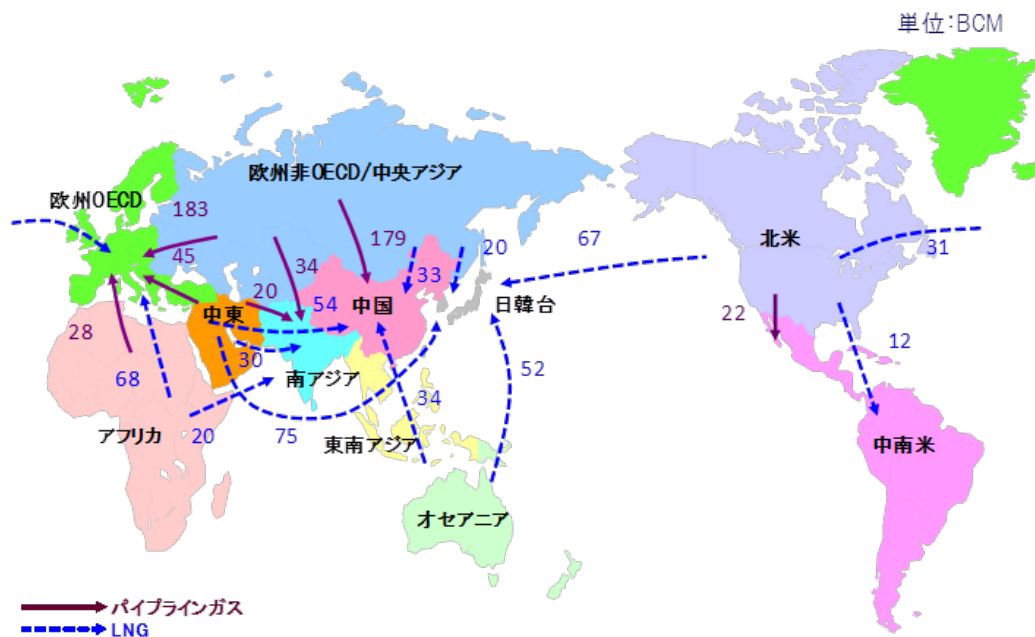 単位:BCM
欧州OECD
欧州非OECD/中央アジア
183
179
20
67
北米
31
45
34
33
20
54
中国
日韓台
中東
28
22
12
30
68
南アジア
52
34
アフリカ
20
75
東南アジア
中南米
オセアニア
パイプラインガス
LNG